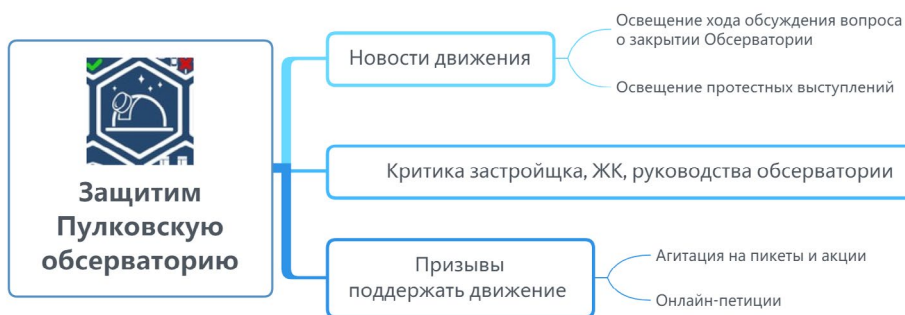 Защитим
Пулковскую
обсерваторию
Новости движения
Освещение хода обсуждения вопроса
о закрытии Обсерватории
Освещение протестных выступлений
Критика застройщка, ЖК, руководства обсерватории
Призывы
поддержать движение
Агитация на пикеты и акции
Онлайн-петиции